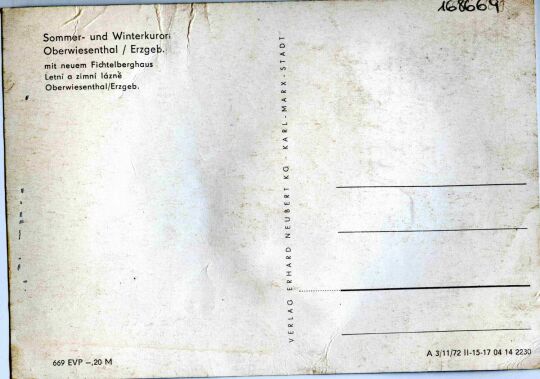 168669
Sommer- und Winterkurort
Oberwiesenthal / Erzgeb.
mit neuem Fichtelberghaus
Letní a zimní lázně
Oberwiesenthal/Erzgeb.
VERLAG ERHARD NEUBERT KG - KARL-MARX-STADT
669 EVP –,20 M
A 3/11/72 II-15-17 04 14 2230